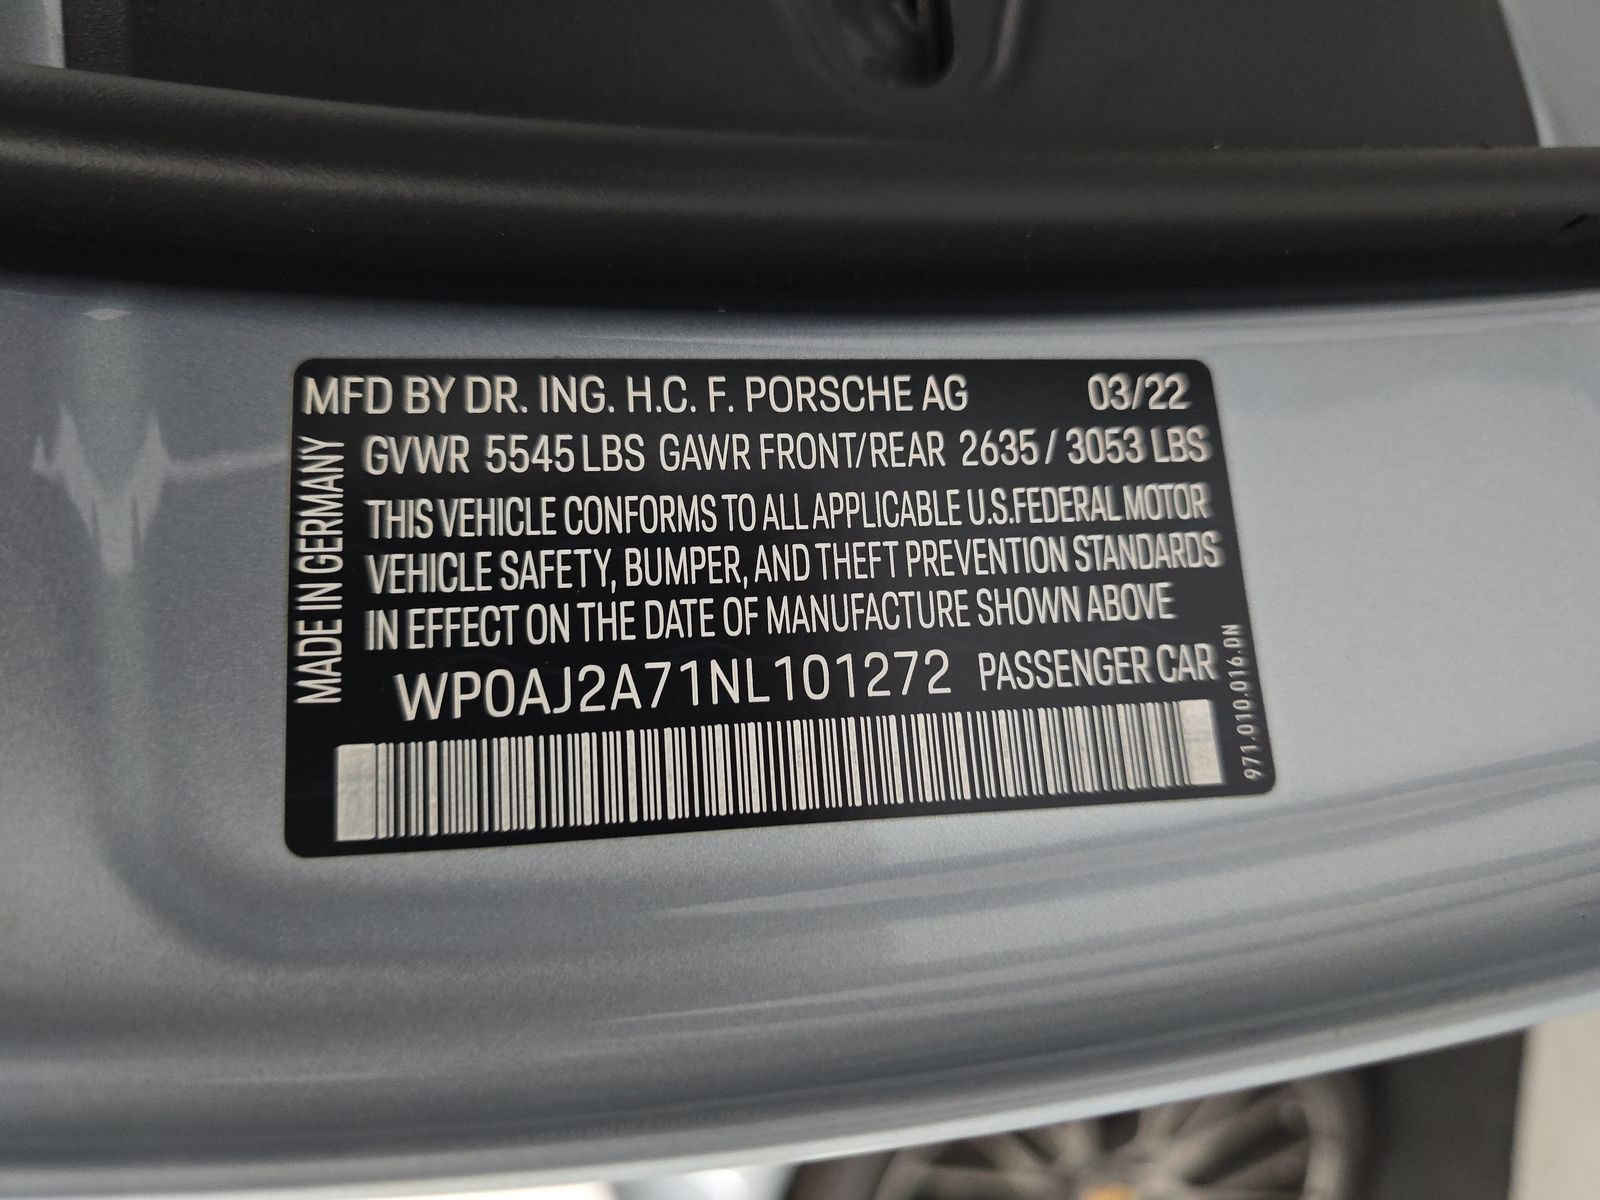 MFD BY DR. ING. H.C. F. PORSCHE AG 03/22
GVWR 5545 LBS GAWR FRONT/REAR 2635 / 3053 LBS
THIS VEHICLE CONFORMS TO ALL APPLICABLE U.S.FEDERAL MOTOR
VEHICLE SAFETY, BUMPER, AND THEFT PREVENTION STANDARDS
IN EFFECT ON THE DATE OF MANUFACTURE SHOWN ABOVE
WP0AJ2A71NL101272 PASSENGER CAR
MADE IN GERMANY
971.010.016.DN